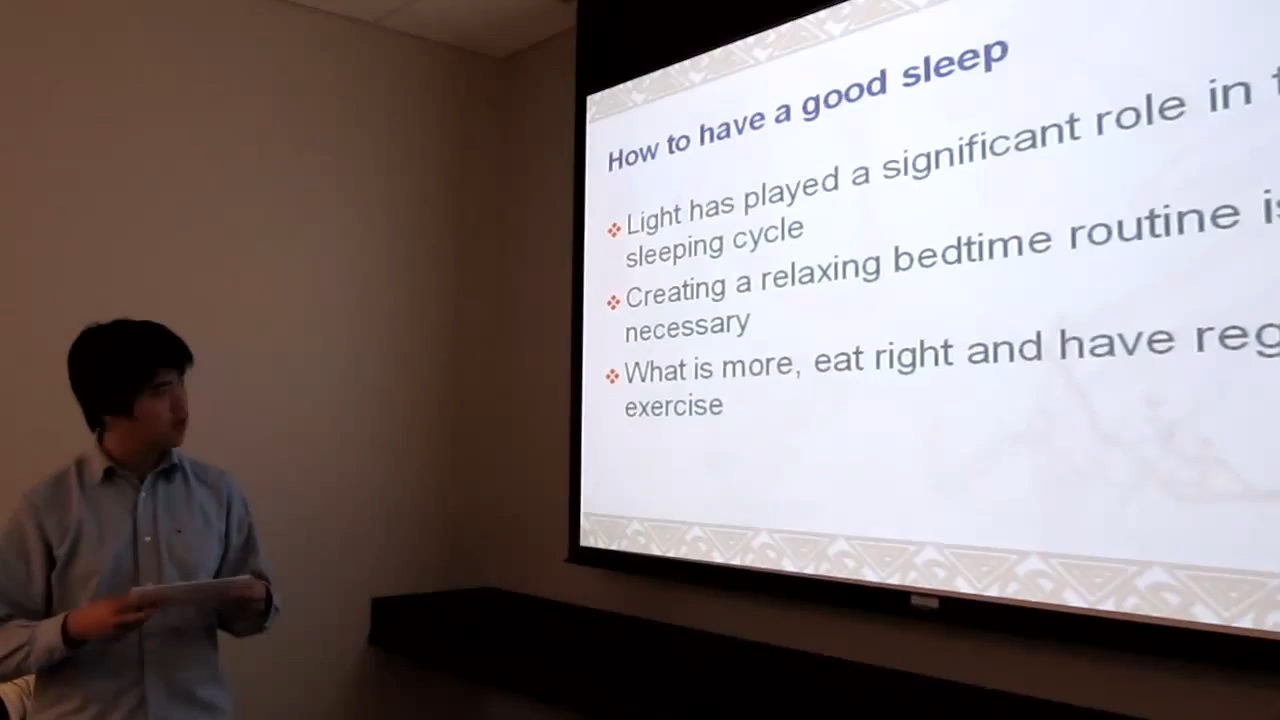 How to have a good sleep
Light has played a significant role in
sleeping cycle
Creating a relaxing bedtime routine
necessary
What is more, eat right and have
exercise